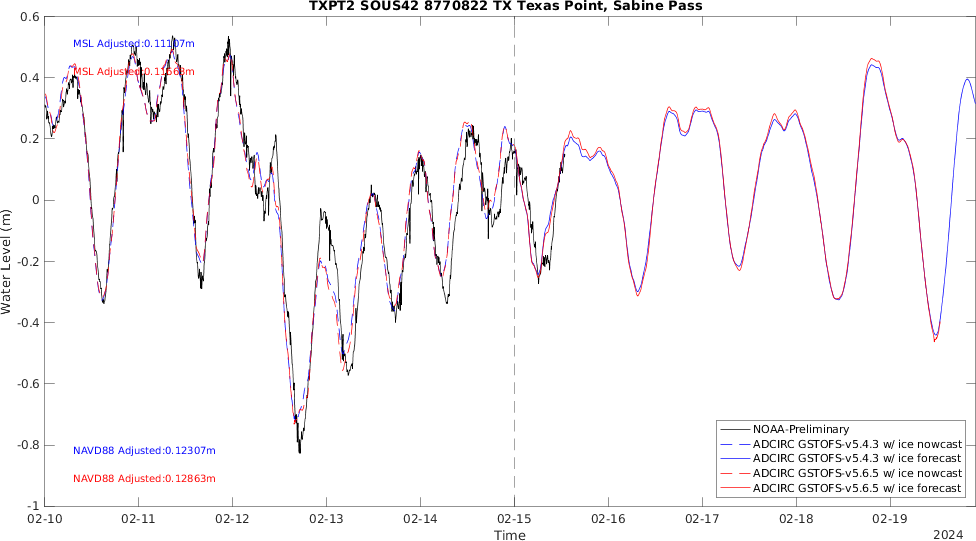 TXPT2 SOUS42 8770822 TX Texas Point, Sabine Pass
0.6
0.4
0.2
0
-0.2
-0.4
-0.6
-0.8
-1
Water Level (m)
MSL Adjusted:0.11107m
MSL Adjusted:0.11663m
NAVD88 Adjusted:0.12307m
NAVD88 Adjusted:0.12863m
NOAA-Preliminary
ADCIRC GSTOFS-v5.4.3 w/ ice nowcast
ADCIRC GSTOFS-v5.4.3 w/ ice forecast
ADCIRC GSTOFS-v5.6.5 w/ ice nowcast
ADCIRC GSTOFS-v5.6.5 w/ ice forecast
02-10 02-11 02-12 02-13 02-14 02-15 02-16 02-17 02-18 02-19
Time
2024